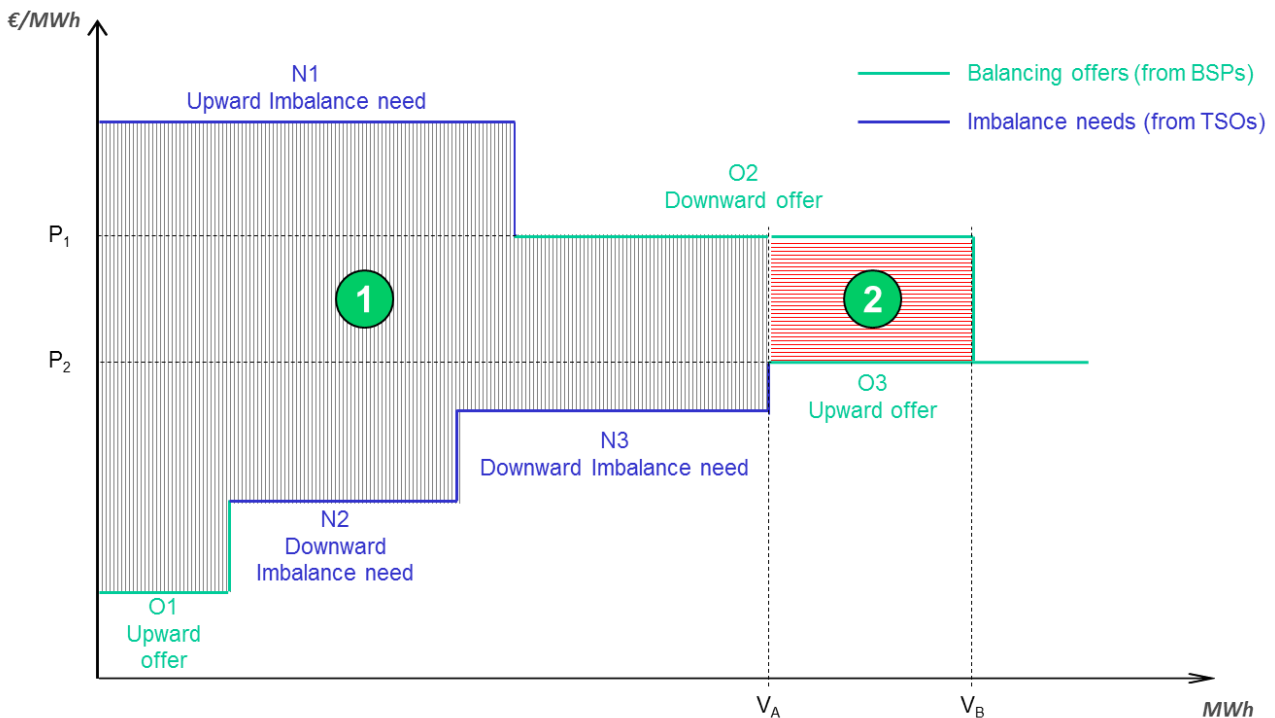 €/MWh
N1
Upward Imbalance need
Balancing offers (from BSPs)
Imbalance needs (from TSOs)
O2
Downward offer
P1
1
2
P2
O3
Upward offer
N3
Downward Imbalance need
N2
Downward
Imbalance need
O1
Upward
offer
VA
VB
MWh